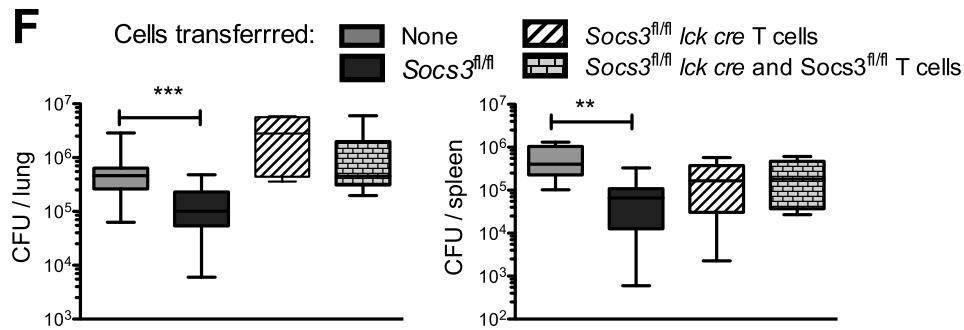 F
Cells transferrred:
None
Socs3fl/fl
Socs3fl/fl lck cre T cells
Socs3fl/fl lck cre and Socs3fl/fl T cells
CFU / lung
10⁷
10⁶
10⁵
10⁴
10³
***
CFU / spleen
10⁷
10⁶
10⁵
10⁴
10³
10²
**